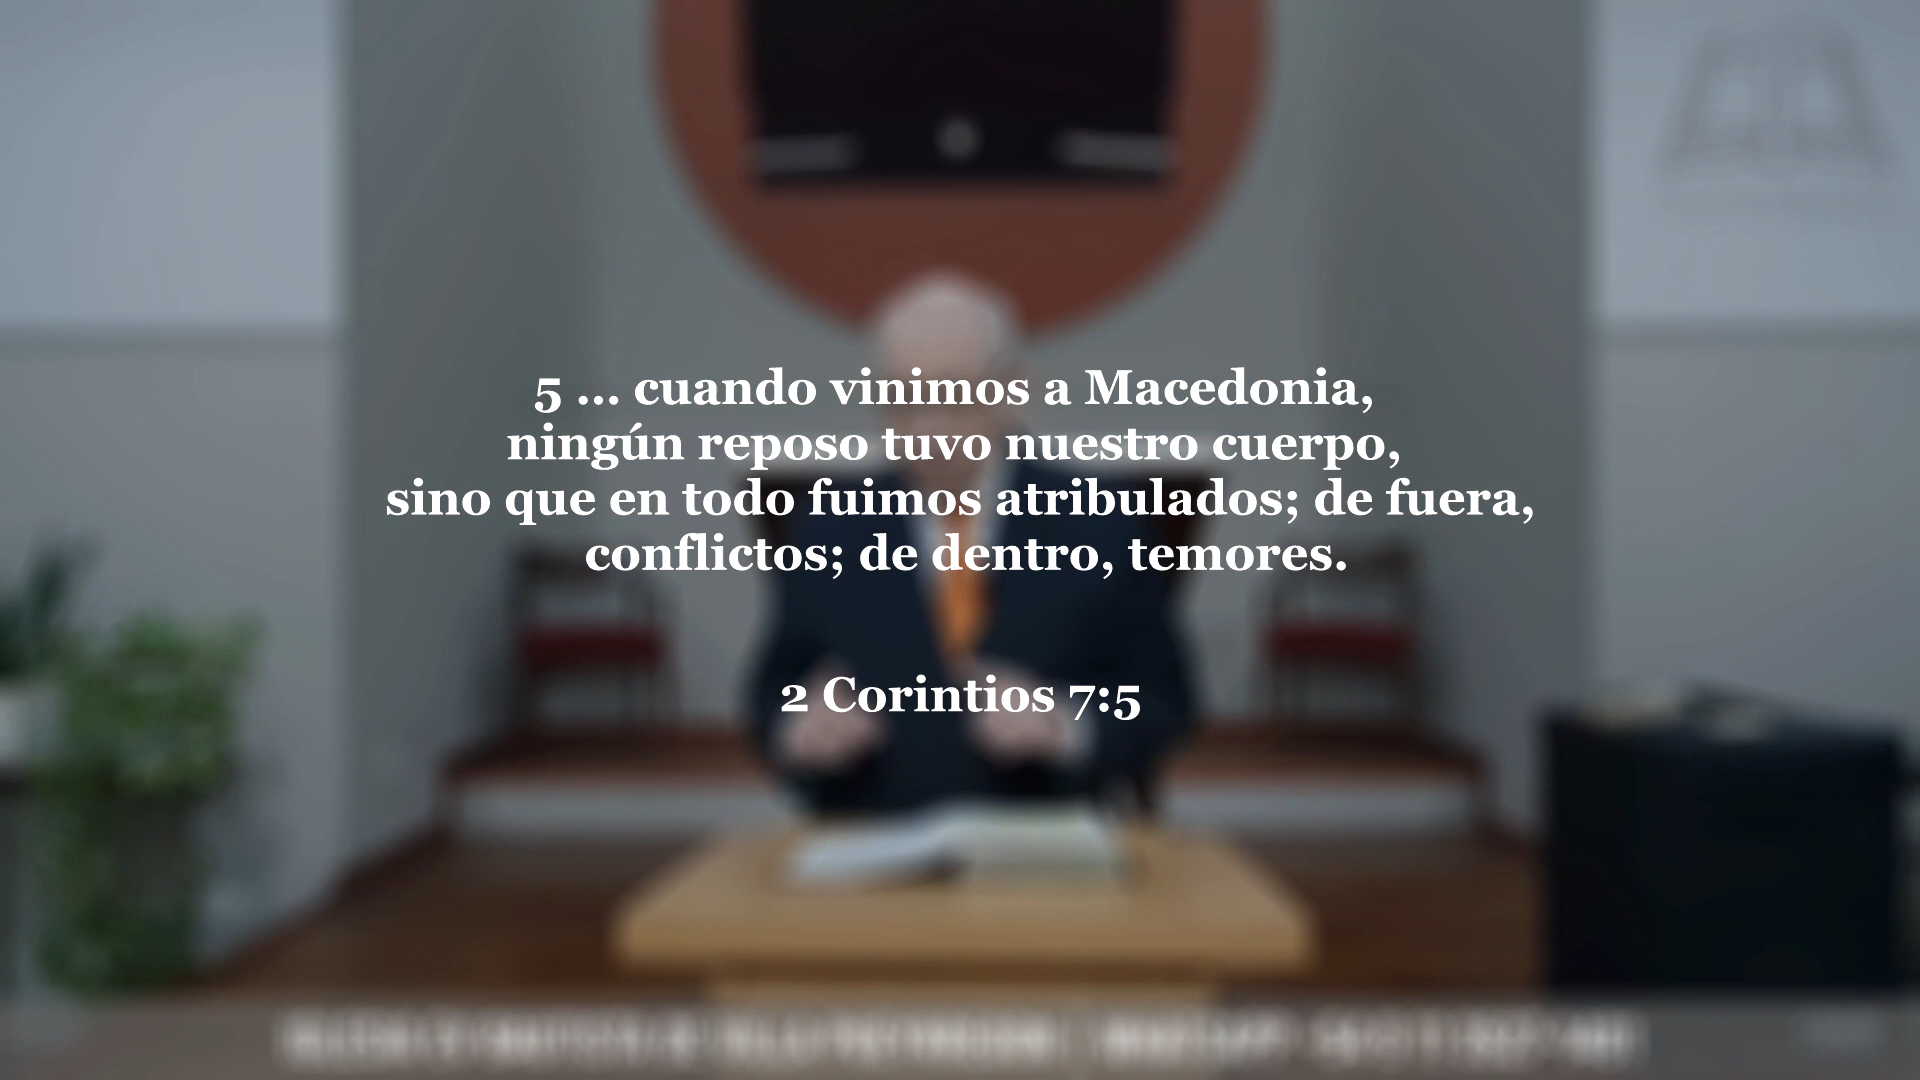 5 ... cuando vinimos a Macedonia,
ningún reposo tuvo nuestro cuerpo,
sino que en todo fuimos atribulados; de fuera,
conflictos; de dentro, temores.
2 Corintios 7:5